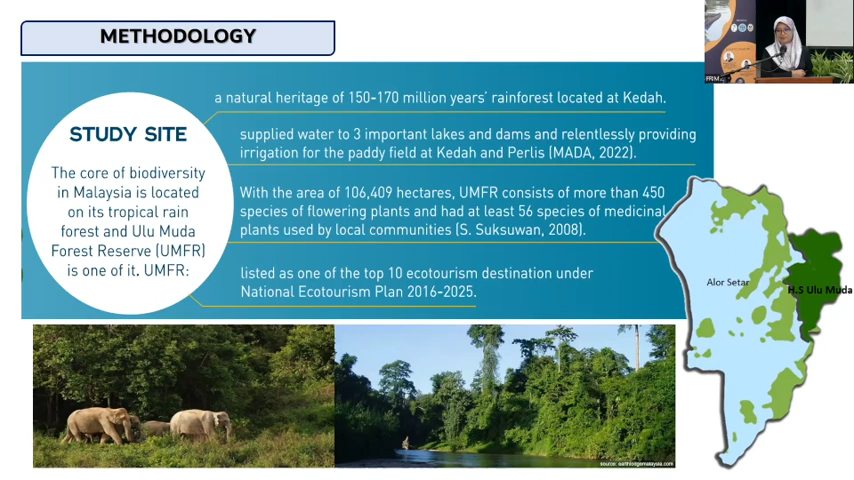 METHODOLOGY
STUDY SITE
The core of biodiversity
in Malaysia is located
on its tropical rain
forest and Ulu Muda
Forest Reserve (UMFR)
is one of it. UMFR:
a natural heritage of 150-170 million years' rainforest located at Kedah.
supplied water to 3 important lakes and dams and relentlessly providing
irrigation for the paddy field at Kedah and Perlis (MADA, 2022).
With the area of 106,409 hectares, UMFR consists of more than 450
species of flowering plants and had at least 56 species of medicinal
plants used by local communities (S. Suksuwan, 2008).
listed as one of the top 10 ecotourism destination under
National Ecotourism Plan 2016-2025.
Alor Setar
H.S Ulu Muda
source: earthlodgemalaysia.com